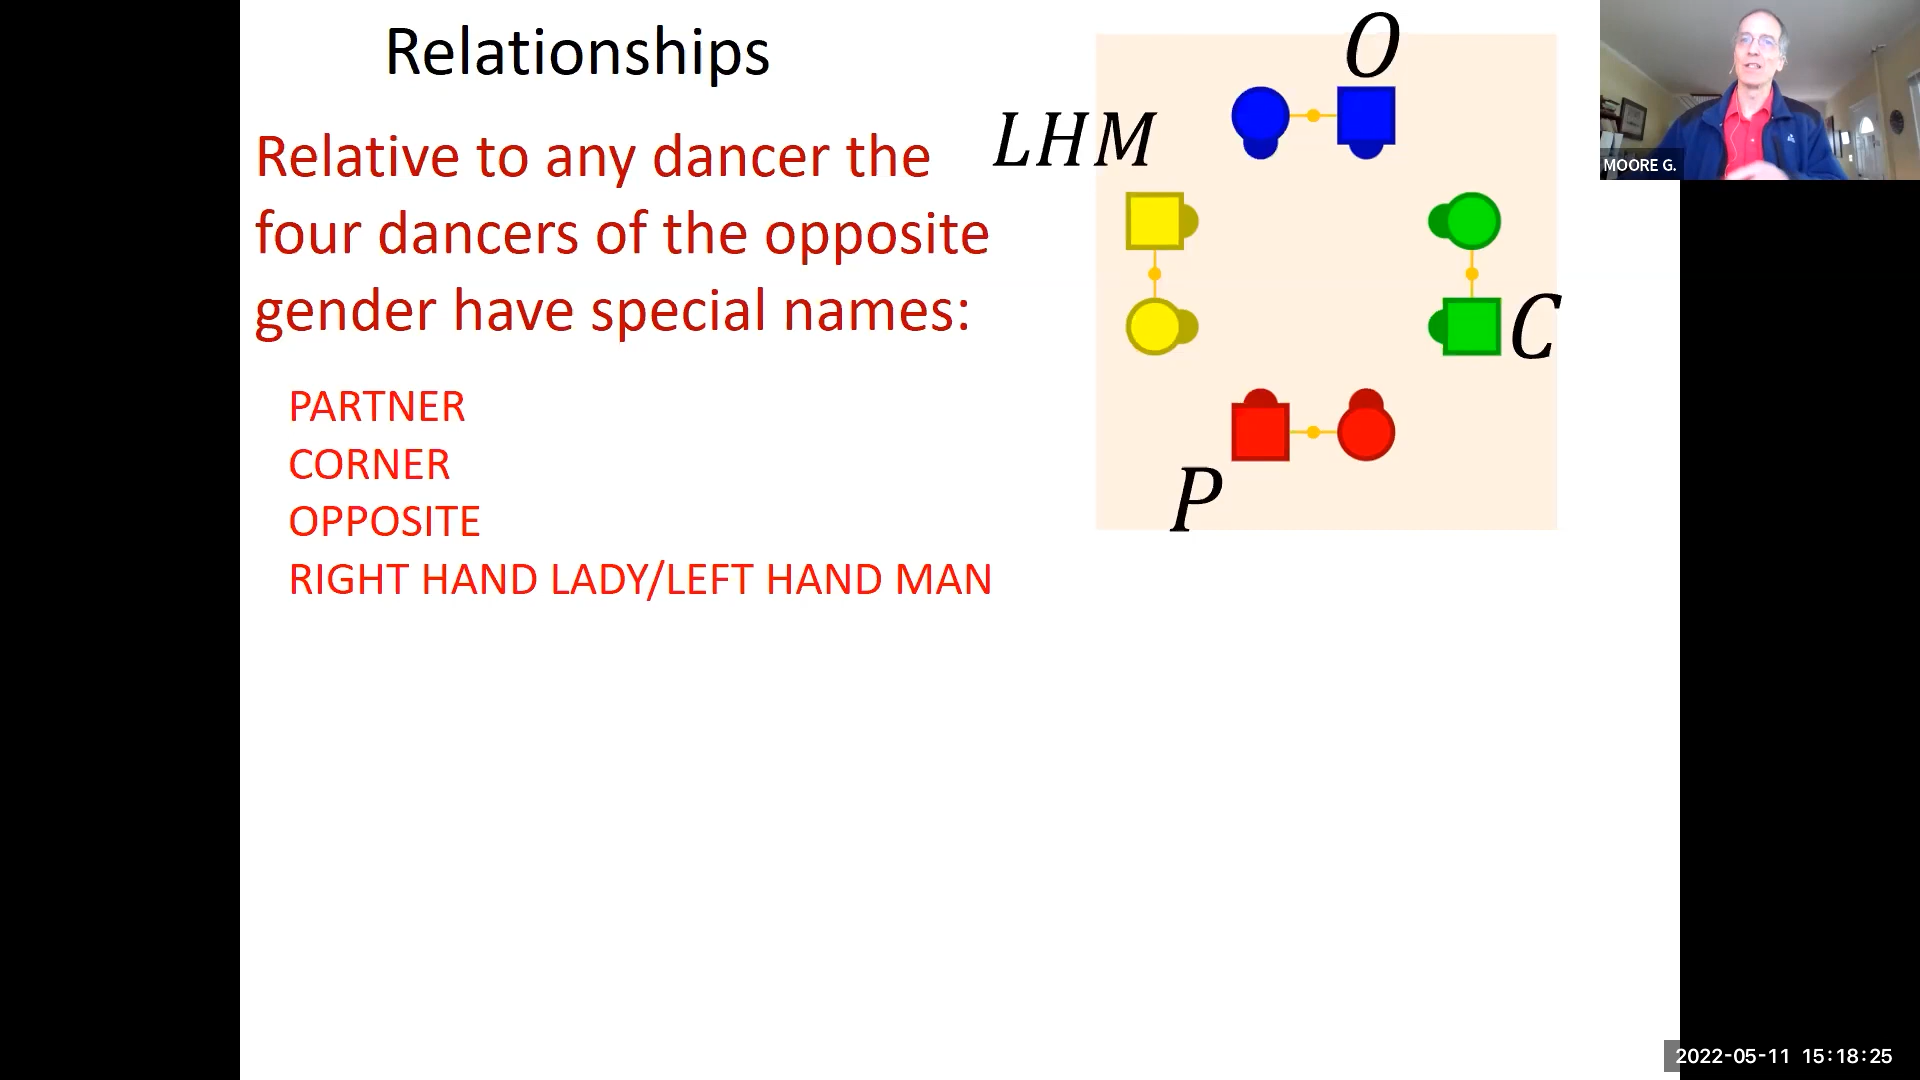 Relationships
Relative to any dancer the
four dancers of the opposite
gender have special names:
PARTNER
CORNER
OPPOSITE
RIGHT HAND LADY/LEFT HAND MAN
O
LHM
C
P
MOORE G.
2022-05-11 15:18:25